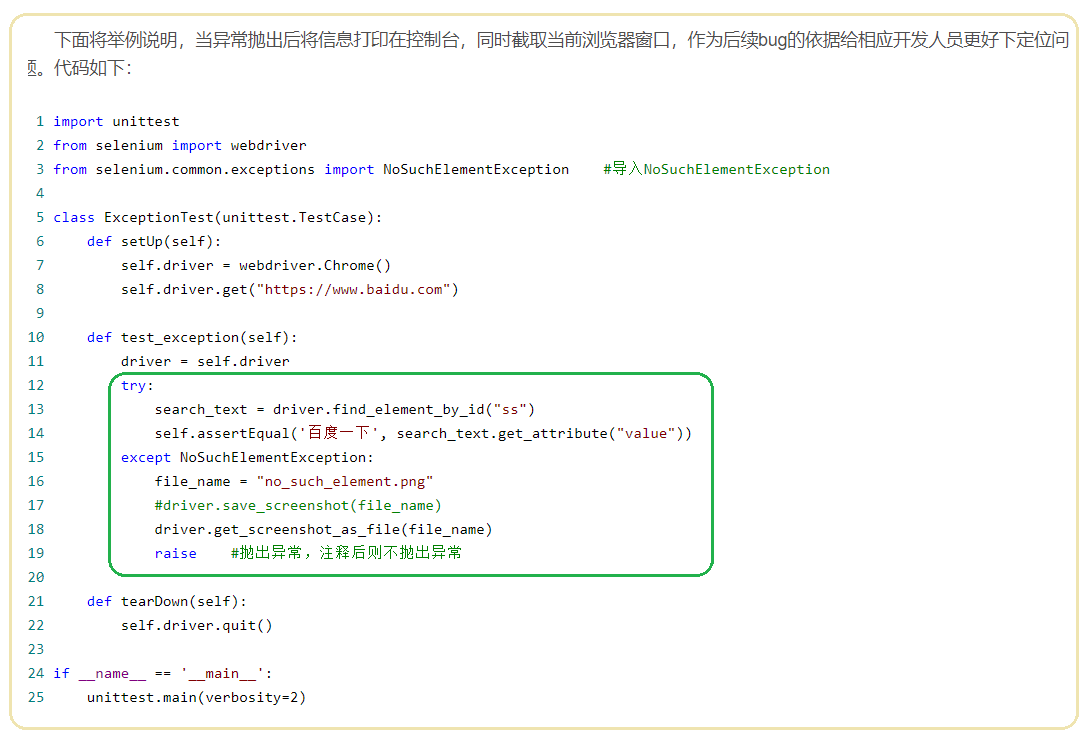 下面将举例说明，当异常抛出后将信息打印在控制台，同时截取当前浏览器窗口，作为后续bug的依据给相应开发人员更好下定位问
题。代码如下：
1 import unittest
2 from selenium import webdriver
3 from selenium.common.exceptions import NoSuchElementException    #导入NoSuchElementException
4
5 class ExceptionTest(unittest.TestCase):
6     def setUp(self):
7         self.driver = webdriver.Chrome()
8         self.driver.get("https://www.baidu.com")
9
10     def test_exception(self):
11         driver = self.driver
12         try:
13             search_text = driver.find_element_by_id("ss")
14             self.assertEqual('百度一下', search_text.get_attribute("value"))
15         except NoSuchElementException:
16             file_name = "no_such_element.png"
17             #driver.save_screenshot(file_name)
18             driver.get_screenshot_as_file(file_name)
19             raise    #抛出异常，注释后则不抛出异常
20
21     def tearDown(self):
22         self.driver.quit()
23
24 if __name__ == '__main__':
25     unittest.main(verbosity=2)